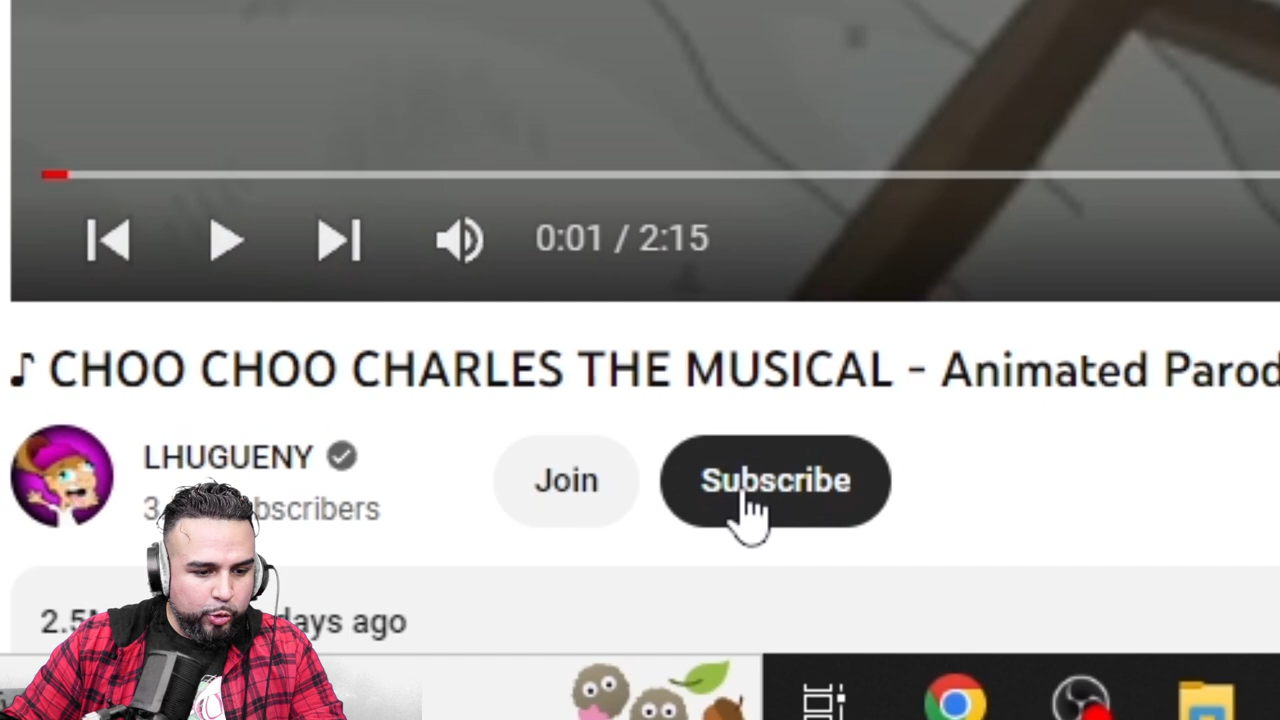 0:01 / 2:15
♪ CHOO CHOO CHARLES THE MUSICAL - Animated Parod
LHUGUENY
Join
Subscribe
3
bscribers
2.5
days ago